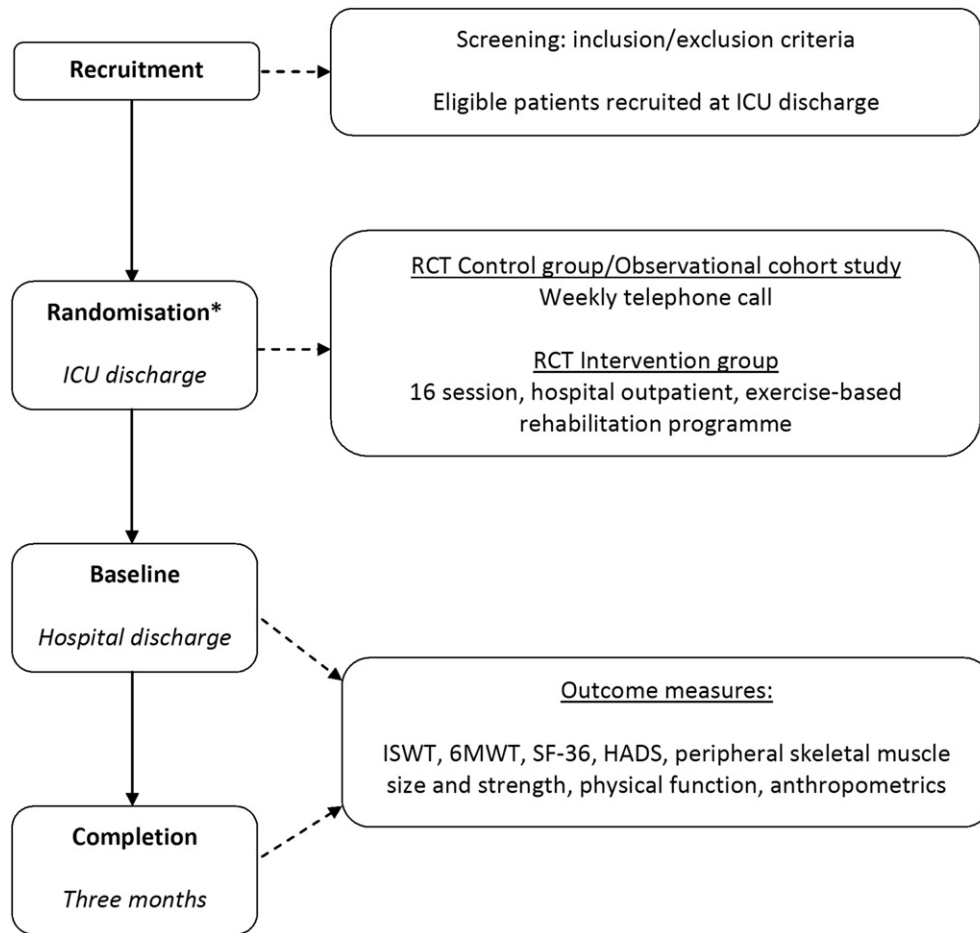 Recruitment
Screening: inclusion/exclusion criteria
Eligible patients recruited at ICU discharge
Randomisation*
ICU discharge
RCT Control group/Observational cohort study
Weekly telephone call
RCT Intervention group
16 session, hospital outpatient, exercise-based
rehabilitation programme
Baseline
Hospital discharge
Outcome measures:
ISWT, 6MWT, SF-36, HADS, peripheral skeletal muscle
size and strength, physical function, anthropometrics
Completion
Three months